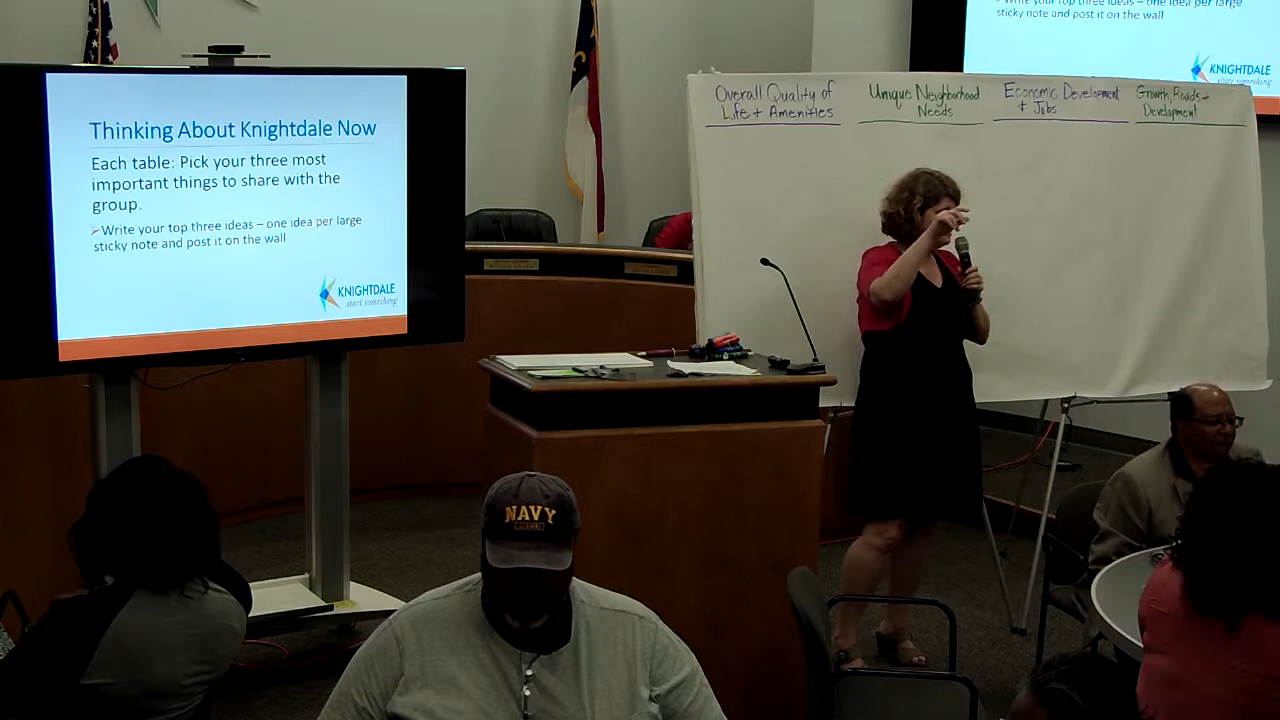 Thinking About Knightdale Now
Each table: Pick your three most
important things to share with the
group.
Write your top three ideas – one idea per large
sticky note and post it on the wall
KNIGHTDALE
start something
Write your top three ideas – one idea per large
sticky note and post it on the wall
KNIGHTDALE
start something
Overall Quality of
Life + Amenities
Unique Neighborhood
Needs
Economic Development
+ Jobs
Growth, Roads +
Development
NAVY